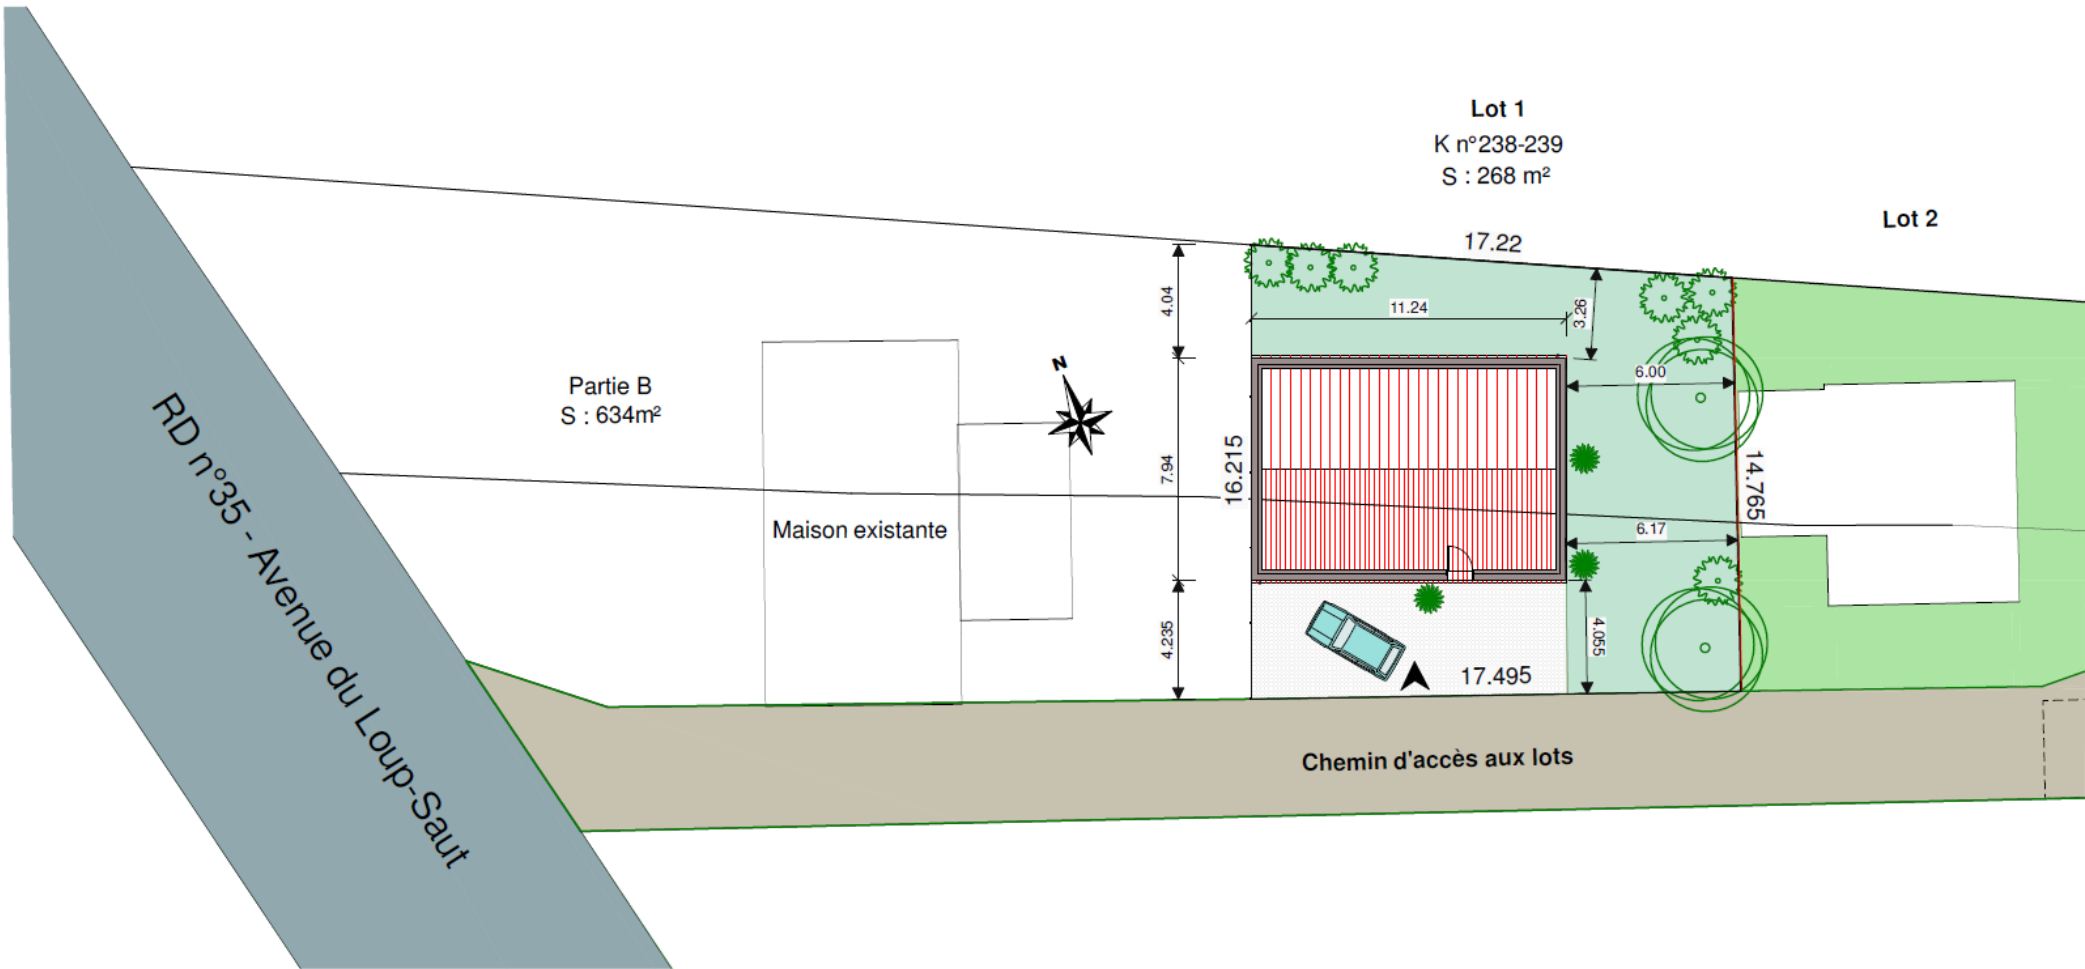 Lot 1
K n°238-239
S : 268 m²
Lot 2
17.22
4.04
11.24
3.26
N
6.00
Partie B
S : 634m²
RD n°35 - Avenue du Loup-Saut
7.94
16.215
14.765
Maison existante
6.17
4.235
4.055
17.495
Chemin d'accès aux lots